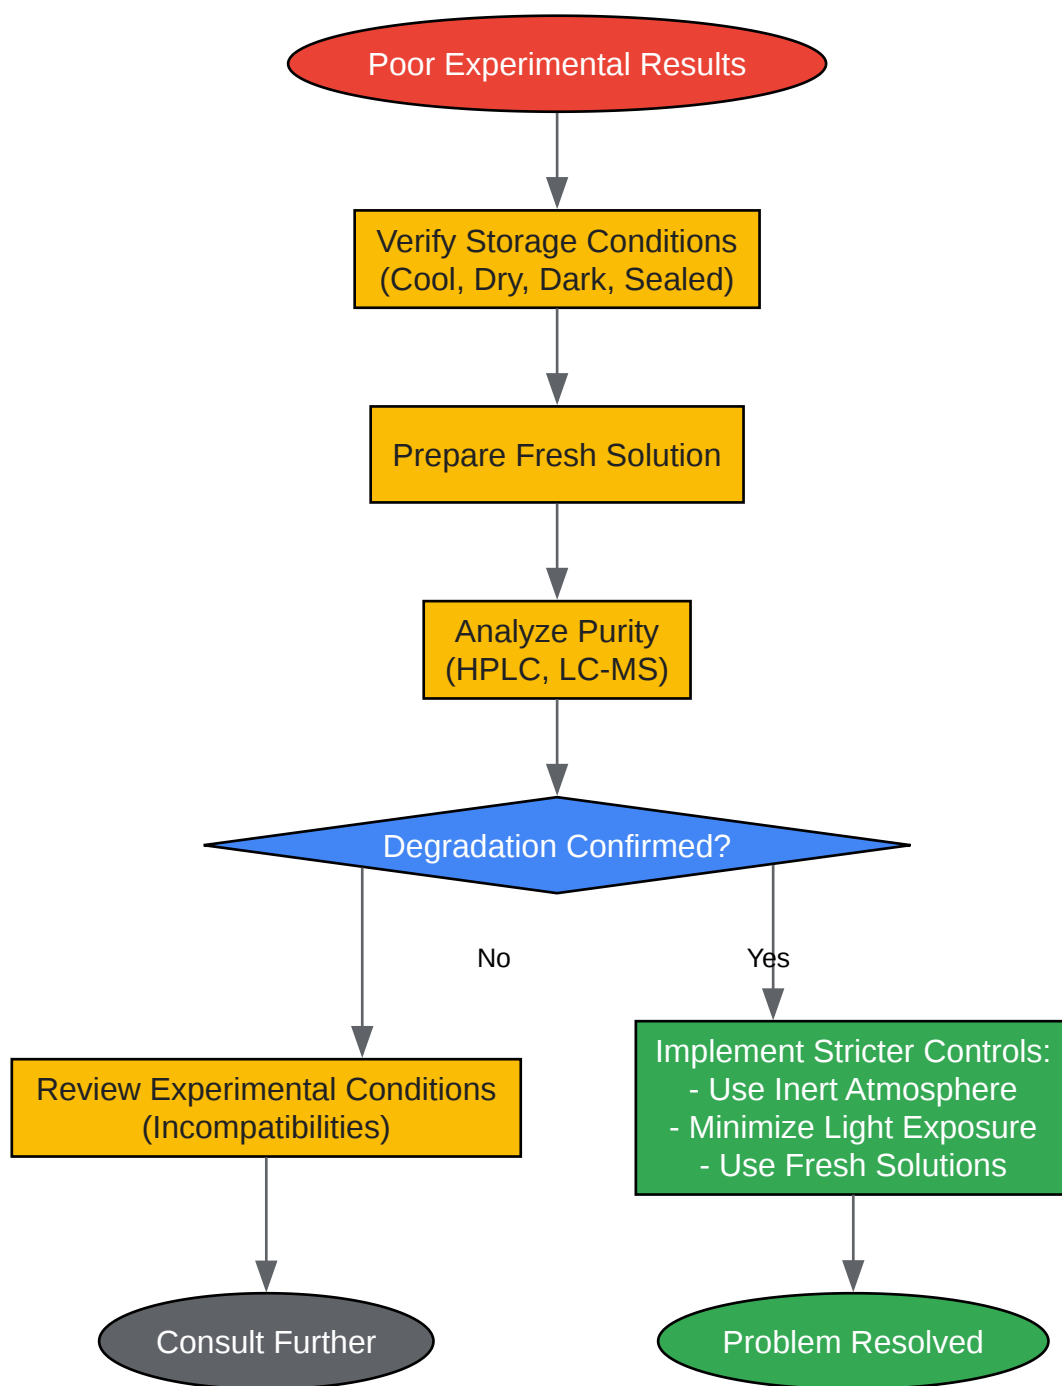 Poor Experimental Results
Verify Storage Conditions
(Cool, Dry, Dark, Sealed)
Prepare Fresh Solution
Analyze Purity
(HPLC, LC-MS)
Degradation Confirmed?
No
Yes
Review Experimental Conditions
(Incompatibilities)
Implement Stricter Controls:
- Use Inert Atmosphere
- Minimize Light Exposure
- Use Fresh Solutions
Consult Further
Problem Resolved